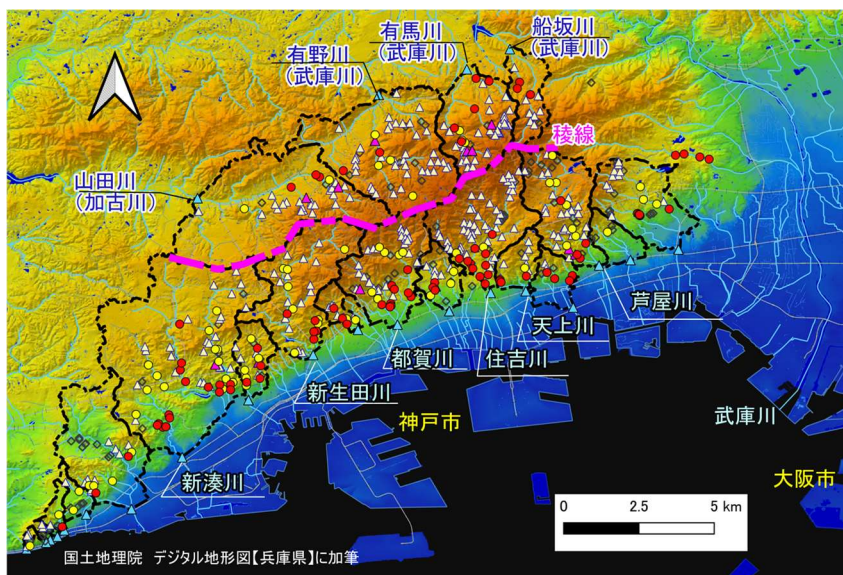 船坂川
（武庫川）
有馬川
（武庫川）
有野川
（武庫川）
稜線
山田川
（加古川）
芦屋川
天上川
住吉川
都賀川
新生田川
神戸市
武庫川
新湊川
大阪市
0 2.5 5 km
国土地理院 デジタル地形図【兵庫県】に加筆